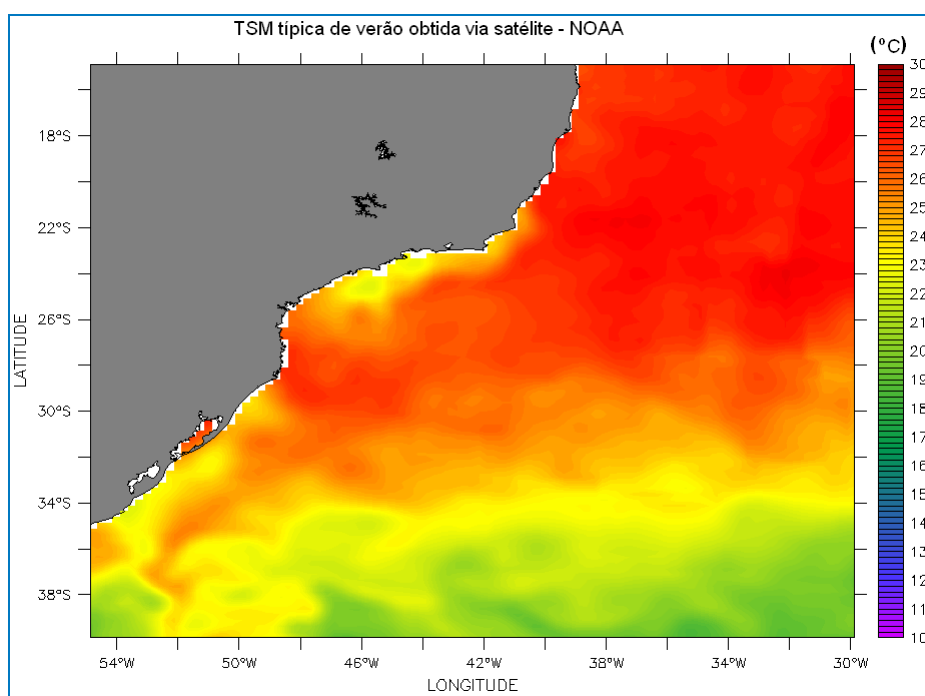 TSM típica de verão obtida via satélite - NOAA
(°C)
30
29
28
27
26
25
24
23
22
21
20
19
18
17
16
15
14
13
12
11
10
18°S
22°S
26°S
30°S
34°S
38°S
LATITUDE
54°W 50°W 46°W 42°W 38°W 34°W 30°W
LONGITUDE